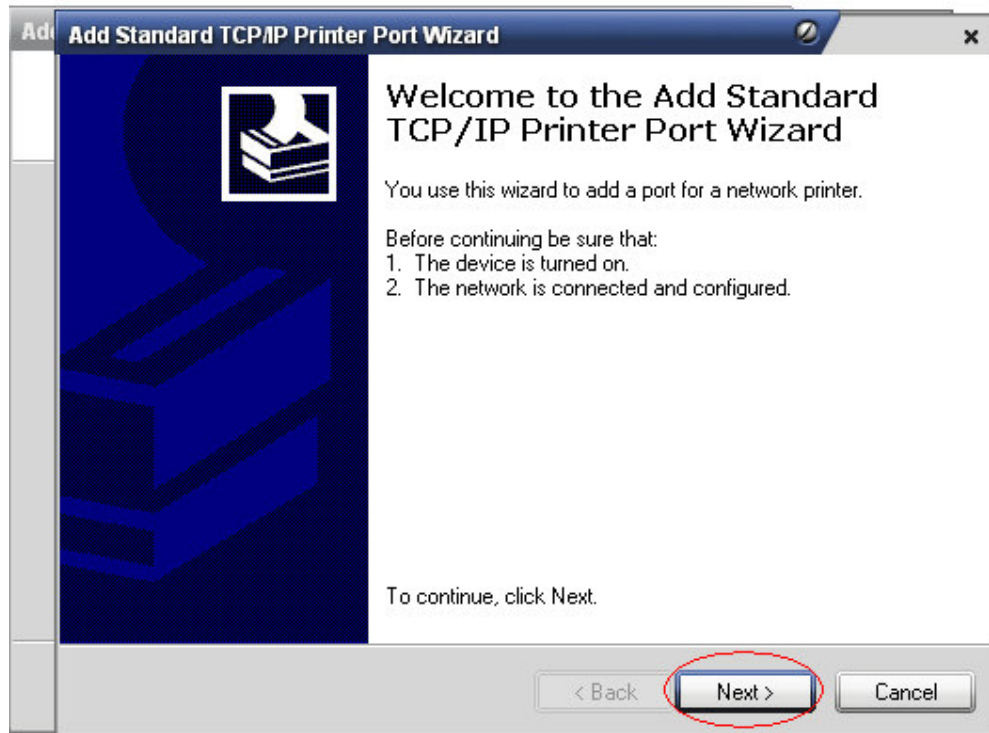 Ad
Add Standard TCP/IP Printer Port Wizard
Welcome to the Add Standard
TCP/IP Printer Port Wizard
You use this wizard to add a port for a network printer.
Before continuing be sure that:
1. The device is turned on.
2. The network is connected and configured.
To continue, click Next.
< Back
Next >
Cancel